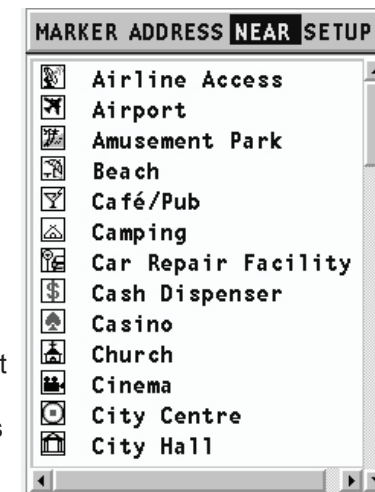 MARKER ADDRESS NEAR SETUP
Airline Access
Airport
Amusement Park
Beach
Café/Pub
Camping
Car Repair Facility
$ Cash Dispenser
Casino
Church
Cinema
City Centre
City Hall
t
s